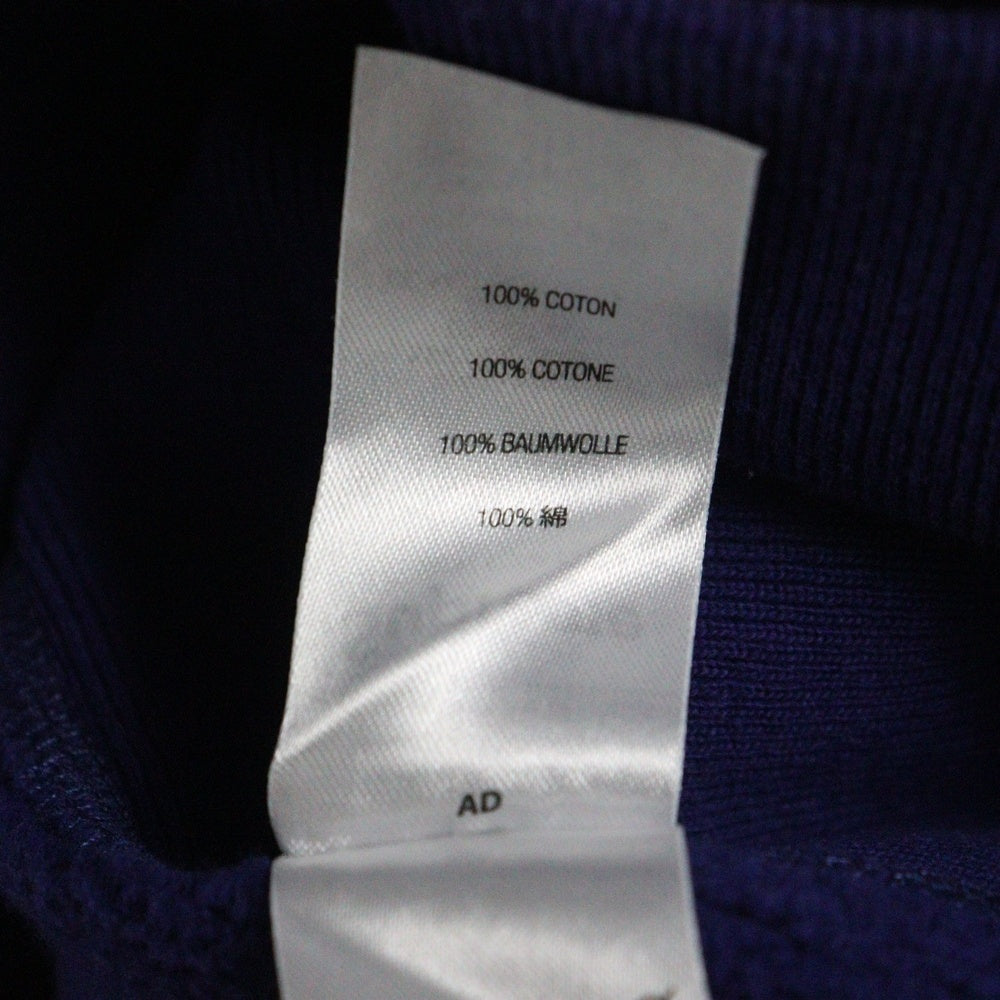 100% COTON
100% COTONE
100% BAUMWOLLE
100% 綿
AD